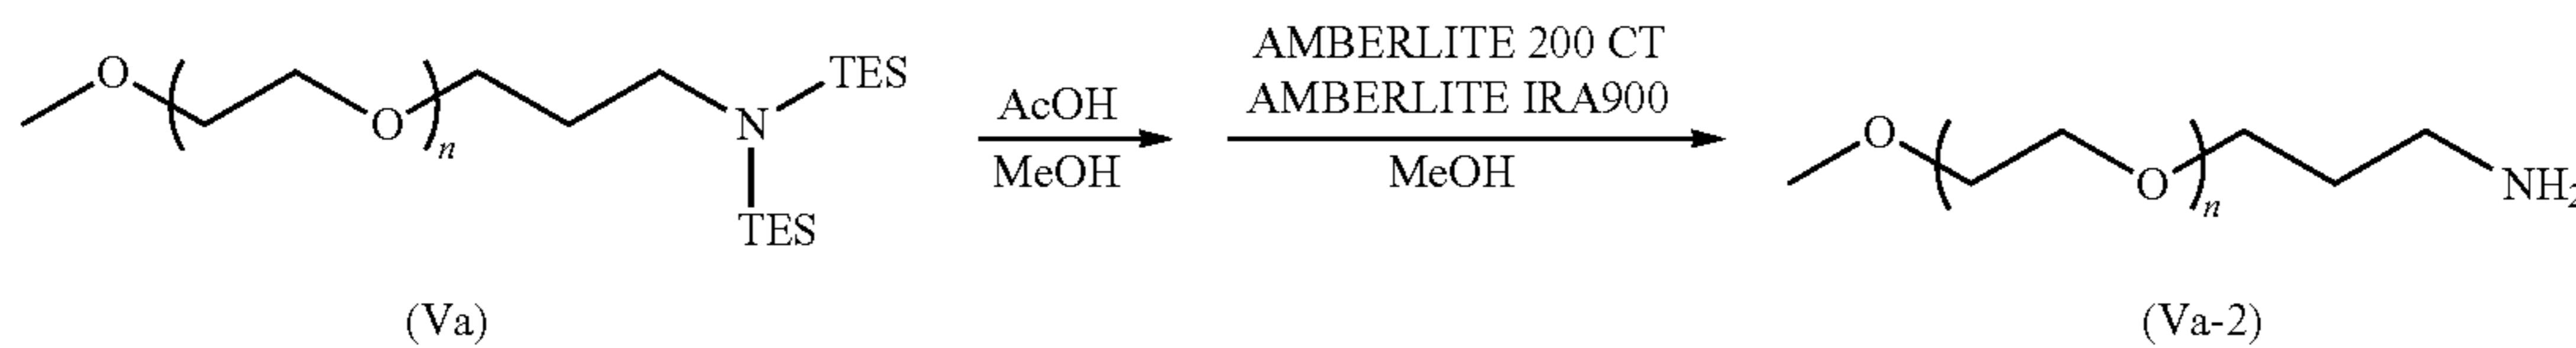 O ( O ) n N TES
TES
(Va)
AcOH
MeOH
AMBERLITE 200 CT
AMBERLITE IRA900
MeOH
O ( O ) n NH2
(Va-2)